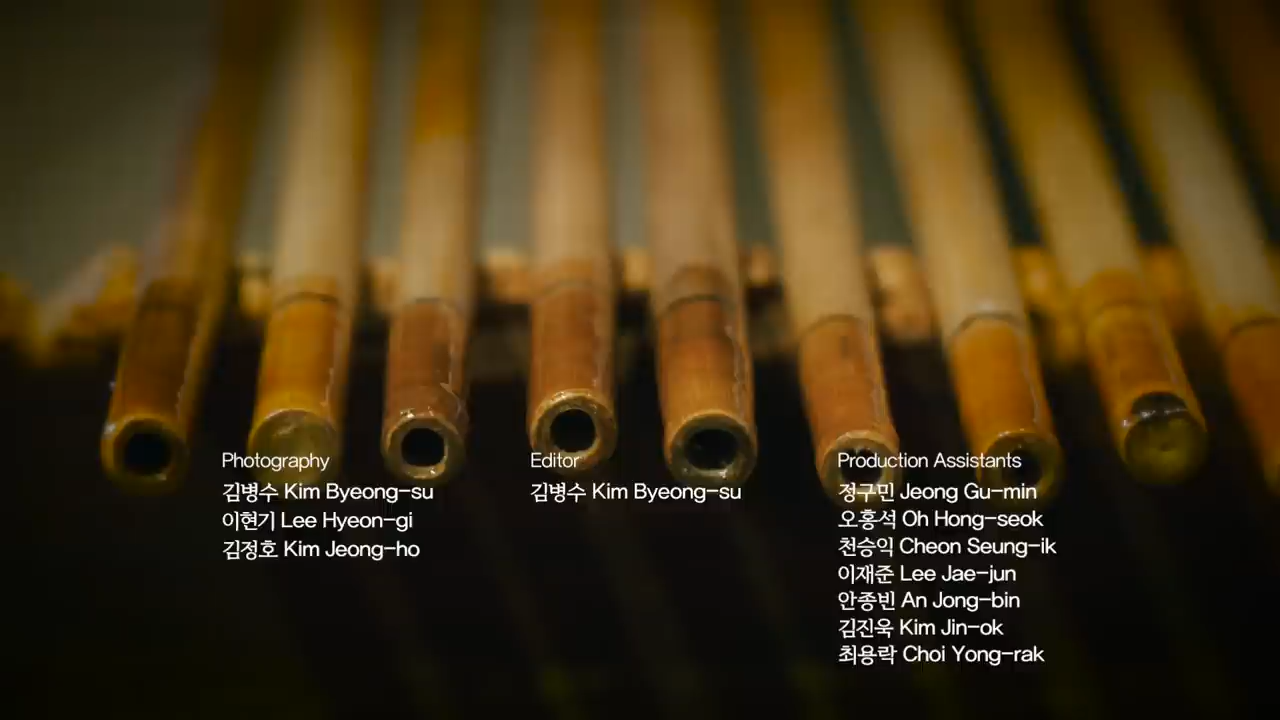 Photography
김병수 Kim Byeong-su
이현기 Lee Hyeon-gi
김정호 Kim Jeong-ho
Editor
김병수 Kim Byeong-su
Production Assistants
정구민 Jeong Gu-min
오홍석 Oh Hong-seok
천승익 Cheon Seung-ik
이재준 Lee Jae-jun
안종빈 An Jong-bin
김진욱 Kim Jin-ok
최용락 Choi Yong-rak